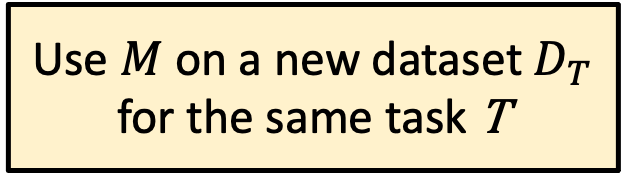 Use M on a new dataset D_T
for the same task T